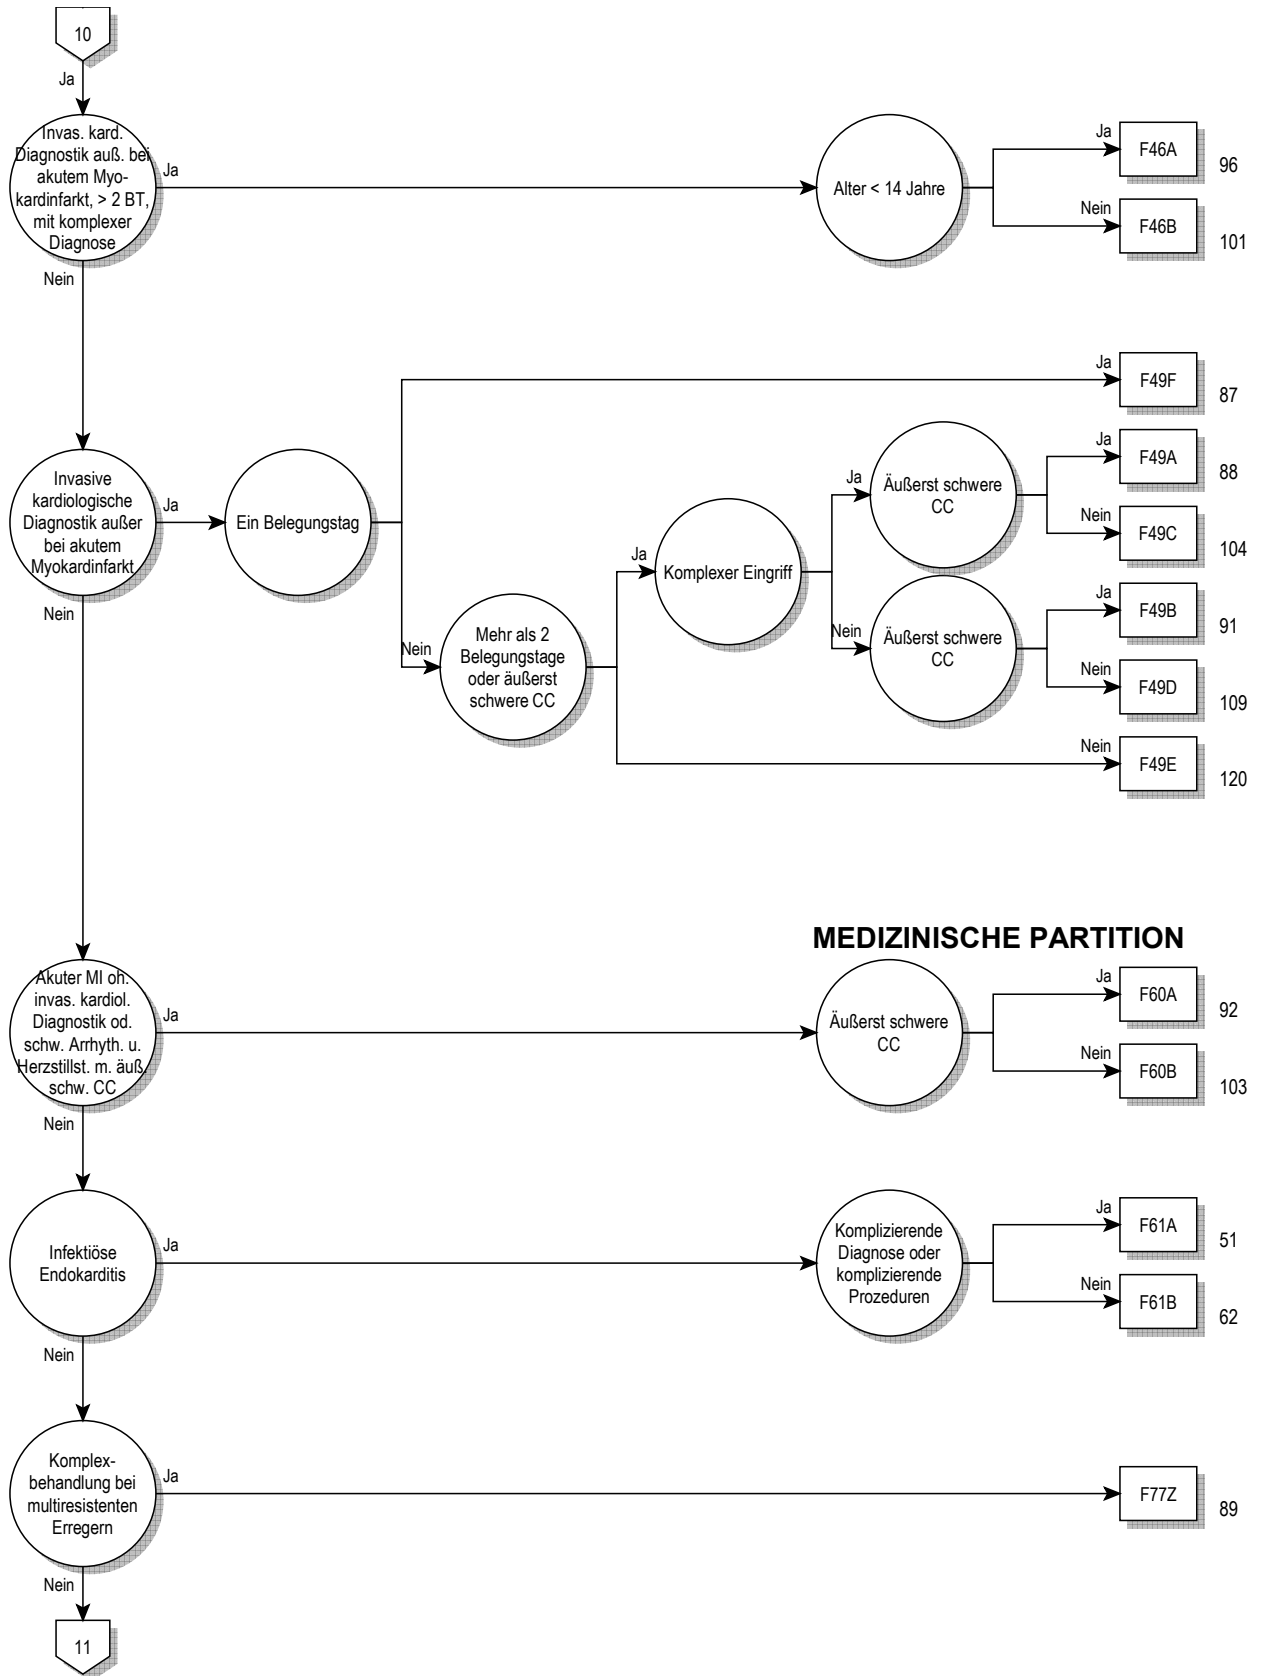 10
Ja
Invas. kard.
Diagnostik auß. bei
akutem Myo-
kardinfarkt, > 2 BT,
mit komplexer
Diagnose
Ja
Alter < 14 Jahre
Ja
F46A
96
Nein
F46B
101
Nein
Invasive
kardiologische
Diagnostik außer
bei akutem
Myokardinfarkt
Ja
Ein Belegungstag
Ja
F49F
87
Nein
Mehr als 2
Belegungstage
oder äußerst
schwere CC
Ja
Komplexer Eingriff
Ja
Äußerst schwere
CC
Ja
F49A
88
Nein
F49C
104
Nein
Äußerst schwere
CC
Ja
F49B
91
Nein
F49D
109
Nein
F49E
120
Nein
MEDIZINISCHE PARTITION
Akuter MI oh.
invas. kardiol.
Diagnostik od.
schw. Arrhyth. u.
Herzstillst. m. äuß.
schw. CC
Ja
Äußerst schwere
CC
Ja
F60A
92
Nein
F60B
103
Nein
Infektiöse
Endokarditis
Ja
Komplizierende
Diagnose oder
komplizierende
Prozeduren
Ja
F61A
51
Nein
F61B
62
Nein
Komplex-
behandlung bei
multiresistenten
Erregern
Ja
F77Z
89
Nein
11